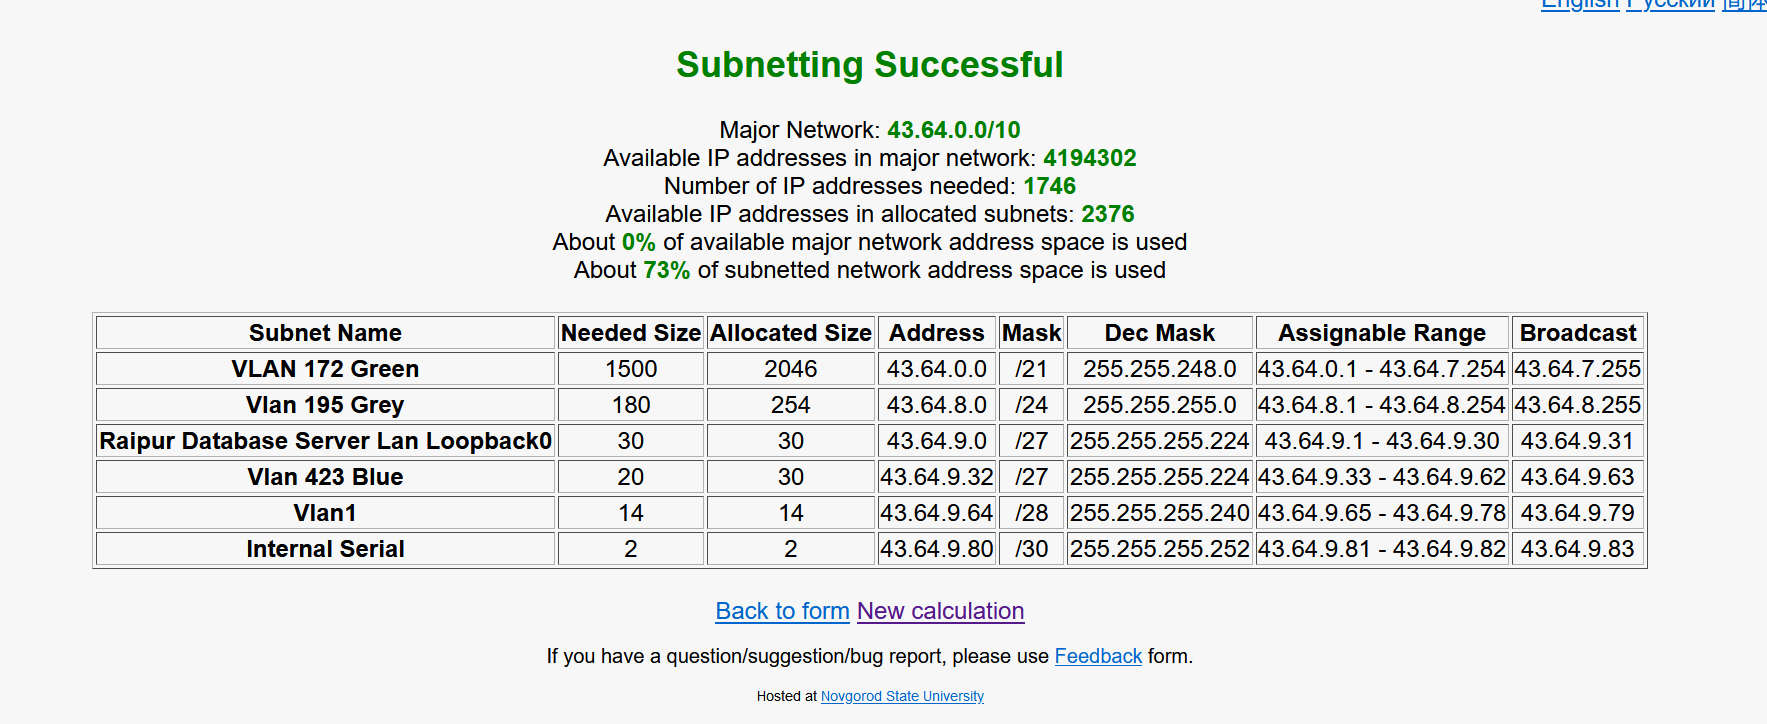 English Русский 简体
Subnetting Successful
Major Network: 43.64.0.0/10
Available IP addresses in major network: 4194302
Number of IP addresses needed: 1746
Available IP addresses in allocated subnets: 2376
About 0% of available major network address space is used
About 73% of subnetted network address space is used
Subnet Name Needed Size Allocated Size Address Mask Dec Mask Assignable Range Broadcast
VLAN 172 Green 1500 2046 43.64.0.0 /21 255.255.248.0 43.64.0.1 - 43.64.7.254 43.64.7.255
Vlan 195 Grey 180 254 43.64.8.0 /24 255.255.255.0 43.64.8.1 - 43.64.8.254 43.64.8.255
Raipur Database Server Lan Loopback0 30 30 43.64.9.0 /27 255.255.255.224 43.64.9.1 - 43.64.9.30 43.64.9.31
Vlan 423 Blue 20 30 43.64.9.32 /27 255.255.255.224 43.64.9.33 - 43.64.9.62 43.64.9.63
Vlan1 14 14 43.64.9.64 /28 255.255.255.240 43.64.9.65 - 43.64.9.78 43.64.9.79
Internal Serial 2 2 43.64.9.80 /30 255.255.255.252 43.64.9.81 - 43.64.9.82 43.64.9.83
Back to form New calculation
If you have a question/suggestion/bug report, please use Feedback form.
Hosted at Novgorod State University